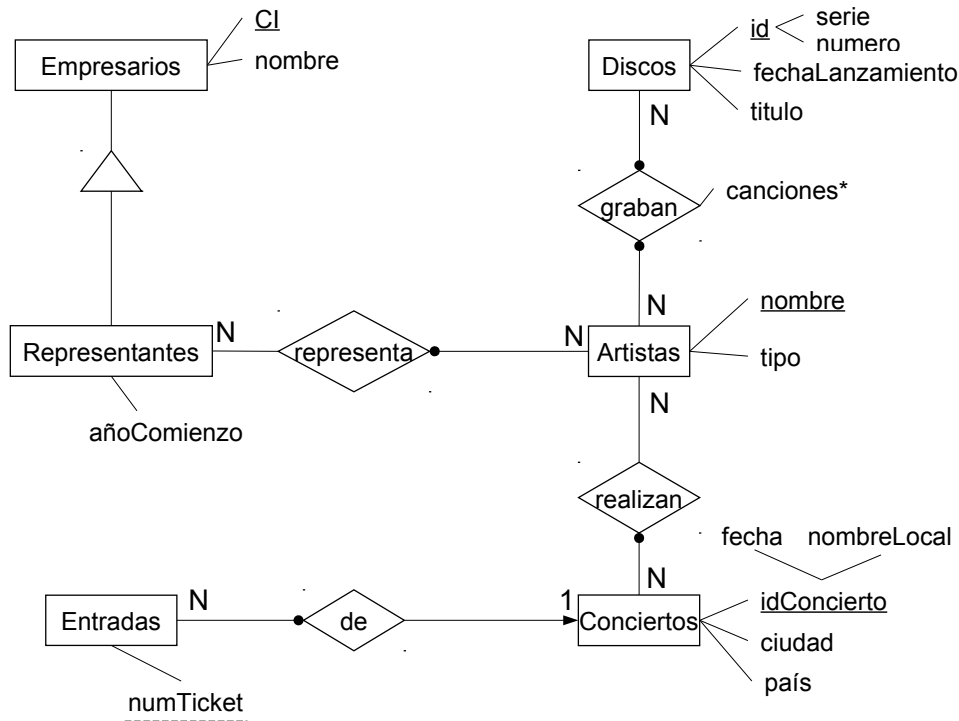 CI
nombre
Empresarios
serie
id
numero
Discos
fechaLanzamiento
titulo
N
canciones*
graban
N
nombre
Representantes
N
representa
N
Artistas
tipo
añoComienzo
N
realizan
fecha nombreLocal
N
idConcierto
Entradas
N
de
1
Conciertos
ciudad
país
numTicket